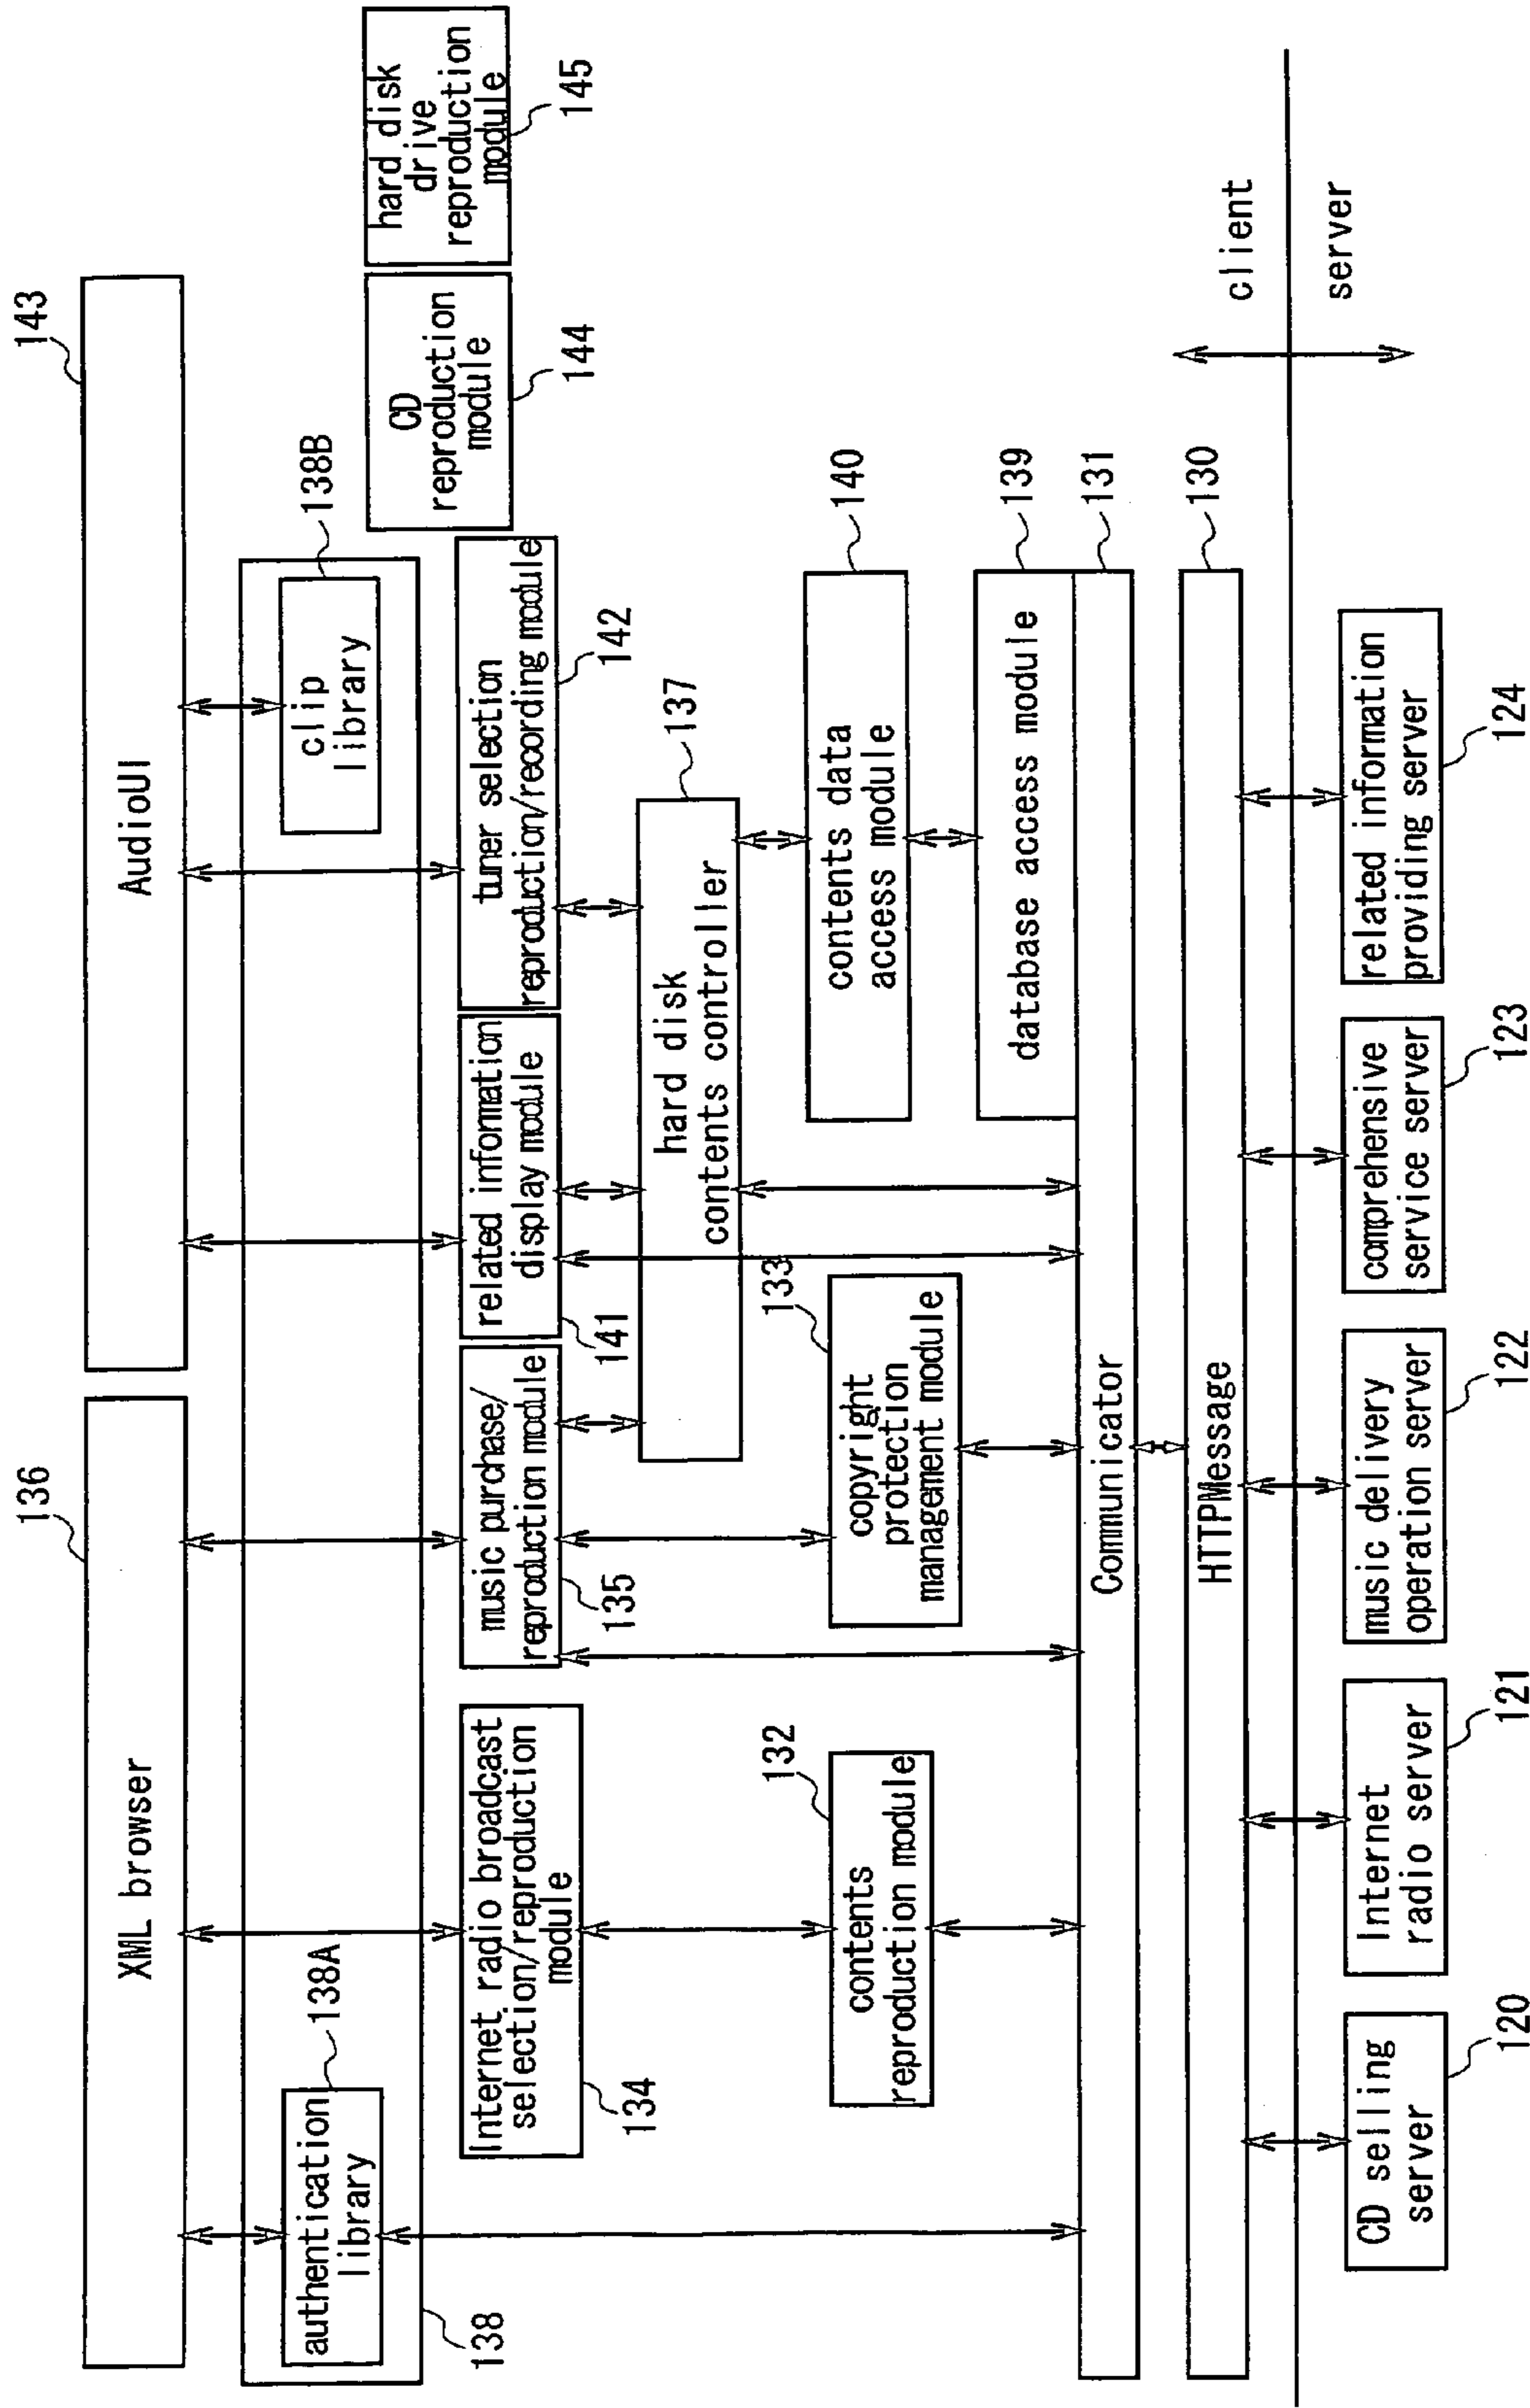 136
143
XML browser
AudioUI
138A
138B
authentication
library
clip
library
138
hard disk
drive
reproduction
module
145
CD
reproduction
module
144
Internet radio broadcast
selection/reproduction
module
134
music purchase/
reproduction module
135
related information
display module
141
tuner selection
reproduction/recording module
142
137
hard disk
contents controller
132
contents
reproduction module
133
copyright
protection
management module
140
contents data
access module
139
database access module
131
Communicator
130
HTTPMessage
client
server
CD selling
server
120
Internet
radio server
121
music delivery
operation server
122
comprehensive
service server
123
related information
providing server
124